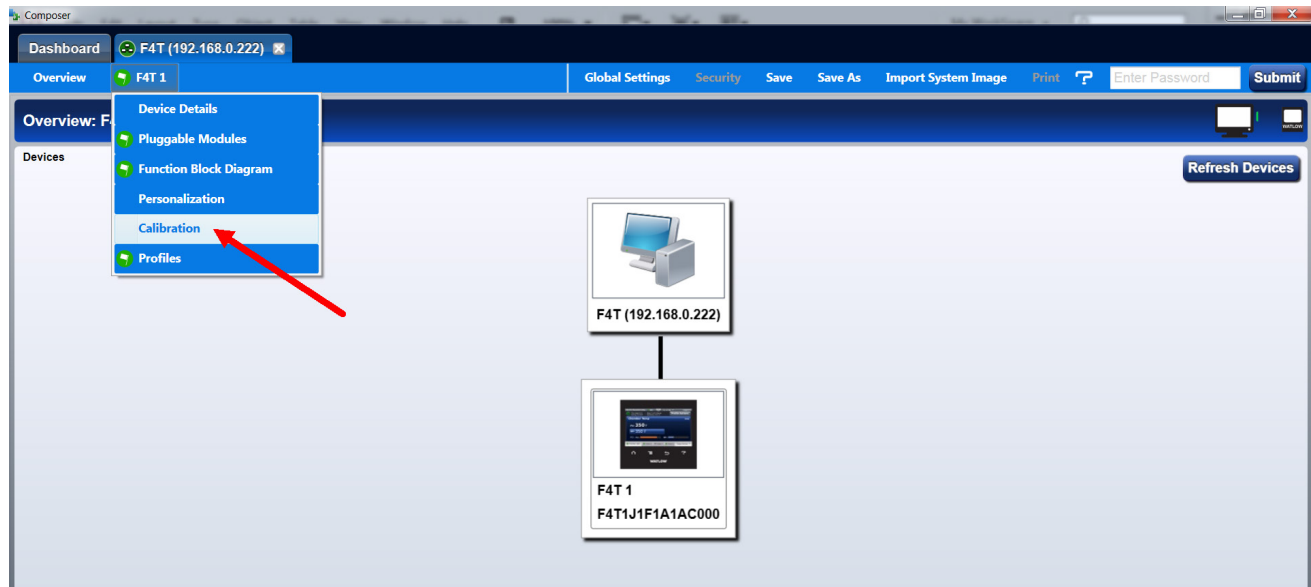 Composer
Dashboard F4T (192.168.0.222)
Overview F4T 1 Global Settings Security Save Save As Import System Image Print ? Enter Password Submit
Overview: F
Device Details
Pluggable Modules
Function Block Diagram
Personalization
Calibration
Profiles
WATLOW
Devices
Refresh Devices
F4T (192.168.0.222)
WATLOW
F4T 1
F4T1J1F1A1AC000